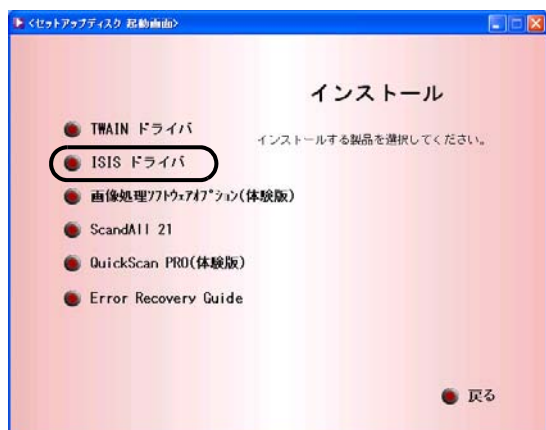 <セットアップディスク 起動画面>
インストール
インストールする製品を選択してください。
TWAIN ドライバ
ISIS ドライバ
画像処理ソフトウェアオプション(体験版)
ScandAll 21
QuickScan PRO(体験版)
Error Recovery Guide
戻る